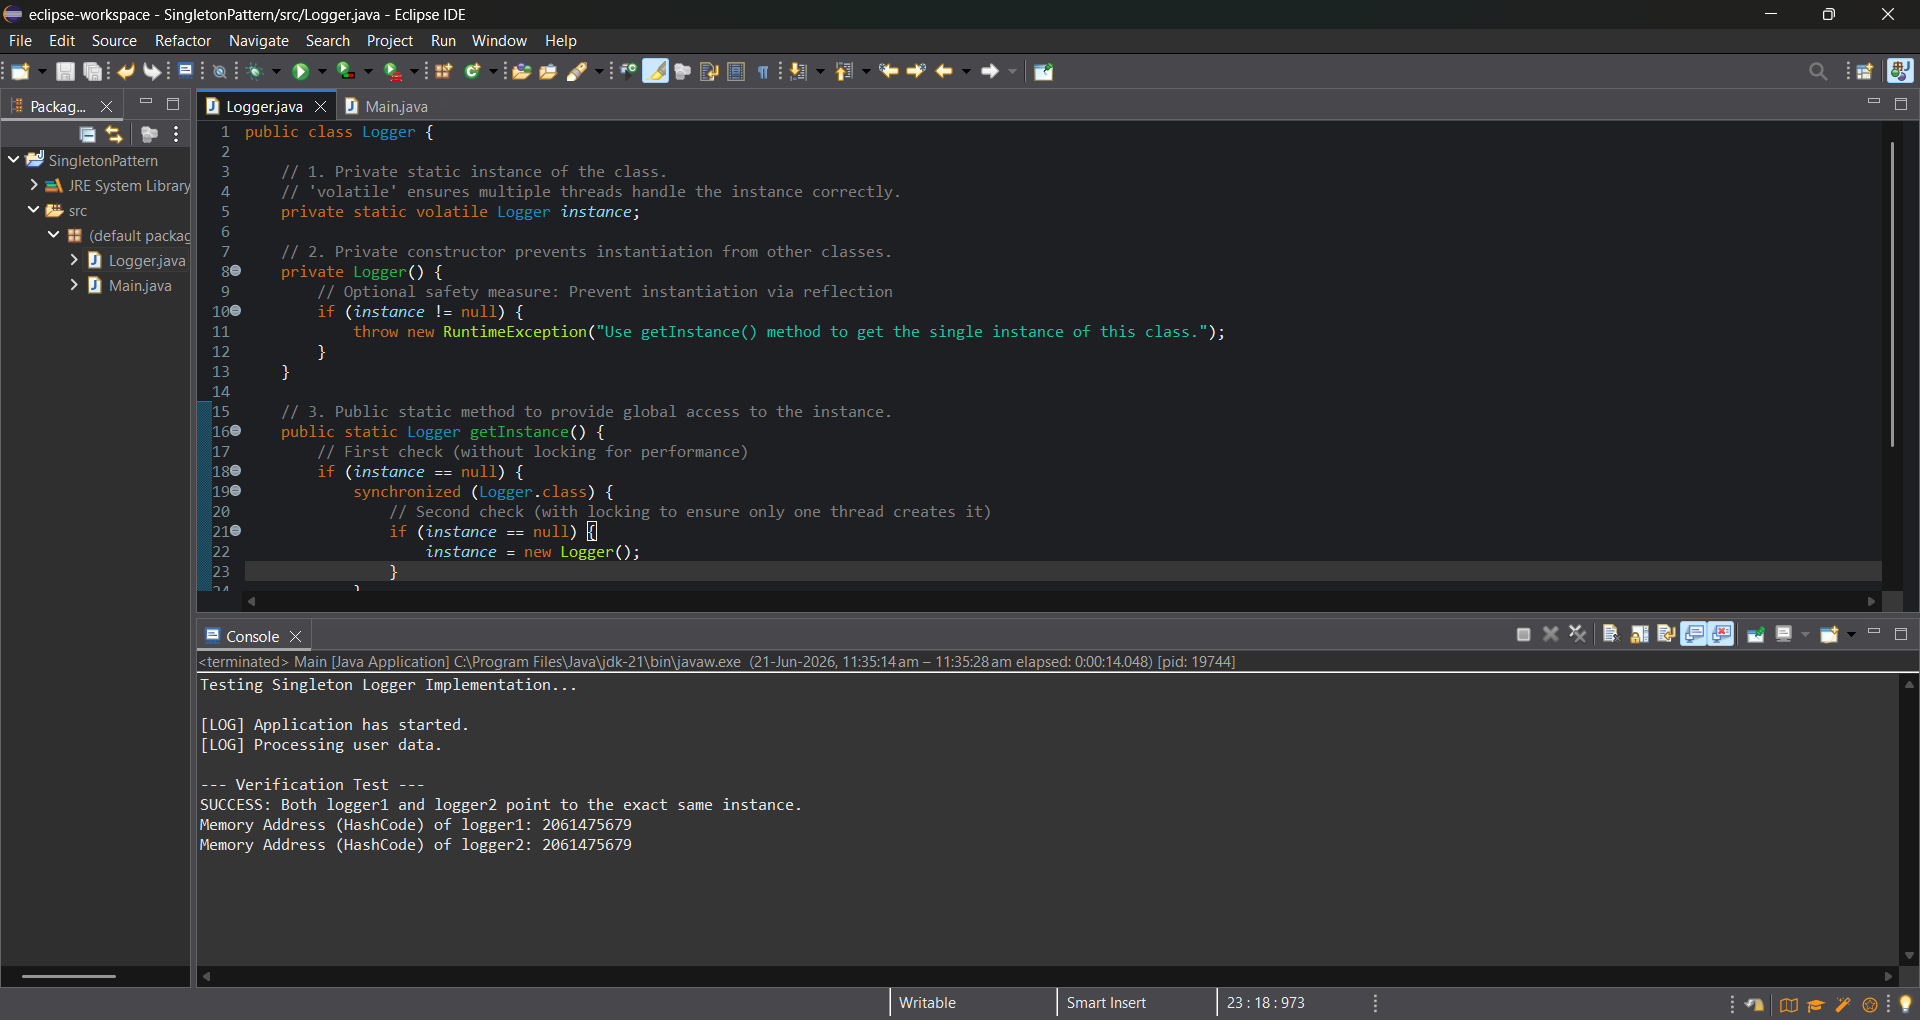 eclipse-workspace - SingletonPattern/src/Logger.java - Eclipse IDE
File Edit Source Refactor Navigate Search Project Run Window Help
Packag...
Logger.java
Main.java
SingletonPattern
JRE System Library
src
(default packag
Logger.java
Main.java
1 public class Logger {
2
3     // 1. Private static instance of the class.
4     // 'volatile' ensures multiple threads handle the instance correctly.
5     private static volatile Logger instance;
6
7     // 2. Private constructor prevents instantiation from other classes.
8     private Logger() {
9         // Optional safety measure: Prevent instantiation via reflection
10         if (instance != null) {
11             throw new RuntimeException("Use getInstance() method to get the single instance of this class.");
12         }
13     }
14
15     // 3. Public static method to provide global access to the instance.
16     public static Logger getInstance() {
17         // First check (without locking for performance)
18         if (instance == null) {
19             synchronized (Logger.class) {
20                 // Second check (with locking to ensure only one thread creates it)
21                 if (instance == null) {
22                     instance = new Logger();
23                 }
24             }
Console
<terminated> Main [Java Application] C:\Program Files\Java\jdk-21\bin\javaw.exe (21-Jun-2026, 11:35:14 am – 11:35:28 am elapsed: 0:00:14.048) [pid: 19744]
Testing Singleton Logger Implementation...
[LOG] Application has started.
[LOG] Processing user data.
--- Verification Test ---
SUCCESS: Both logger1 and logger2 point to the exact same instance.
Memory Address (HashCode) of logger1: 2061475679
Memory Address (HashCode) of logger2: 2061475679
Writable
Smart Insert
23 : 18 : 973